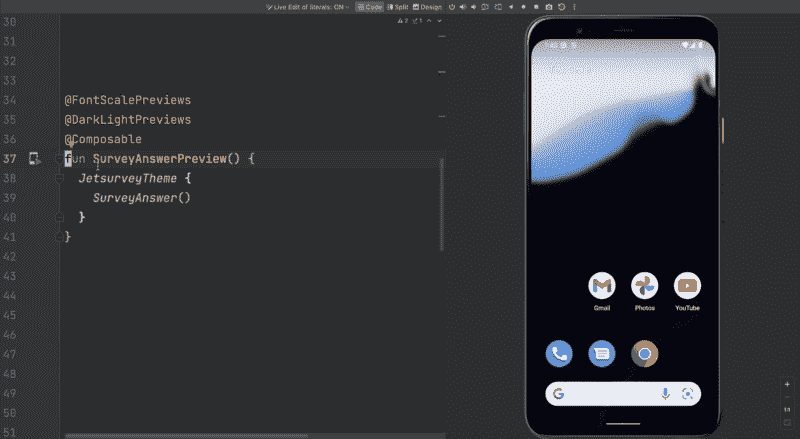 Live Edit of literals: ON
Code
Split
Design
30
31
32
33
34 @FontScalePreviews
35 @DarkLightPreviews
36 @Composable
37 fun SurveyAnswerPreview() {
38 JetsurveyTheme {
39 SurveyAnswer()
40 }
41 }
42
43
44
45
46
47
48
49
50
51
Gmail
Photos
YouTube
1:1